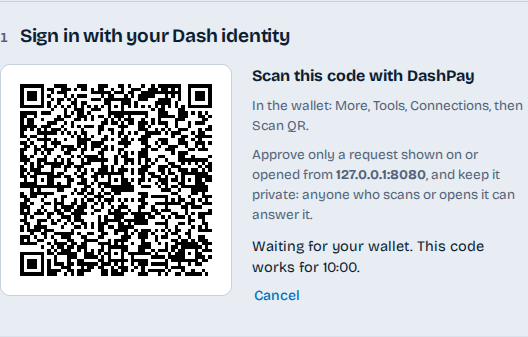 1 Sign in with your Dash identity
Scan this code with DashPay
In the wallet: More, Tools, Connections, then
Scan QR.
Approve only a request shown on or
opened from 127.0.0.1:8080, and keep it
private: anyone who scans or opens it can
answer it.
Waiting for your wallet. This code
works for 10:00.
Cancel